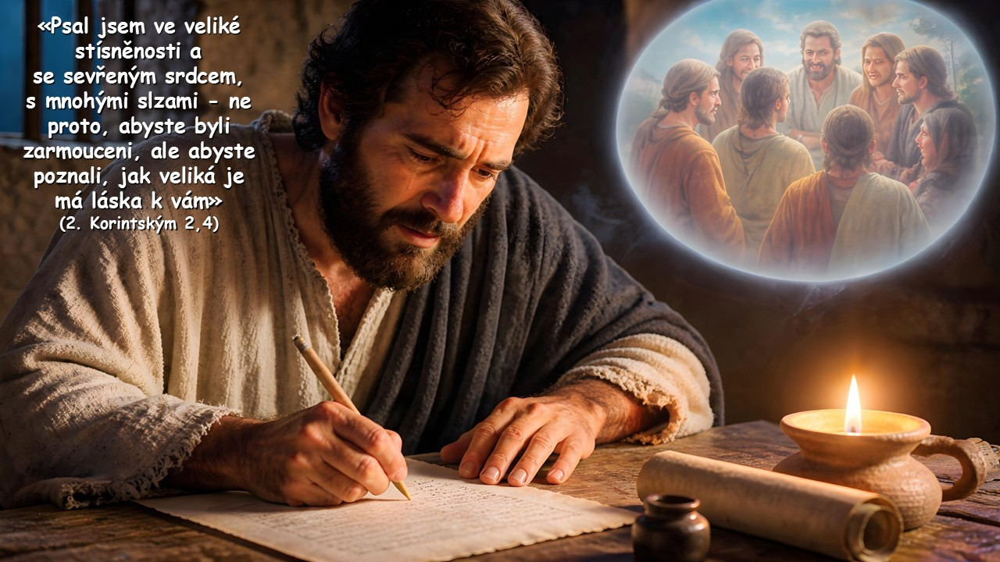 «Psal jsem ve veliké
stísněnosti a
se sevřeným srdcem,
s mnohými slzami - ne
proto, abyste byli
zarmouceni, ale abyste
poznali, jak veliká je
má láska k vám»
(2. Korintským 2,4)